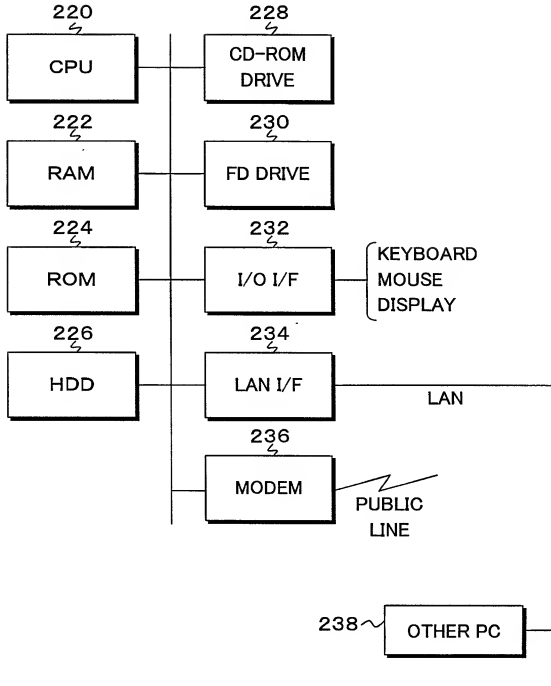 220
CPU
228
CD-ROM
DRIVE
222
RAM
230
FD DRIVE
224
ROM
232
I/O I/F
KEYBOARD
MOUSE
DISPLAY
226
HDD
234
LAN I/F
LAN
236
MODEM
PUBLIC
LINE
238
OTHER PC